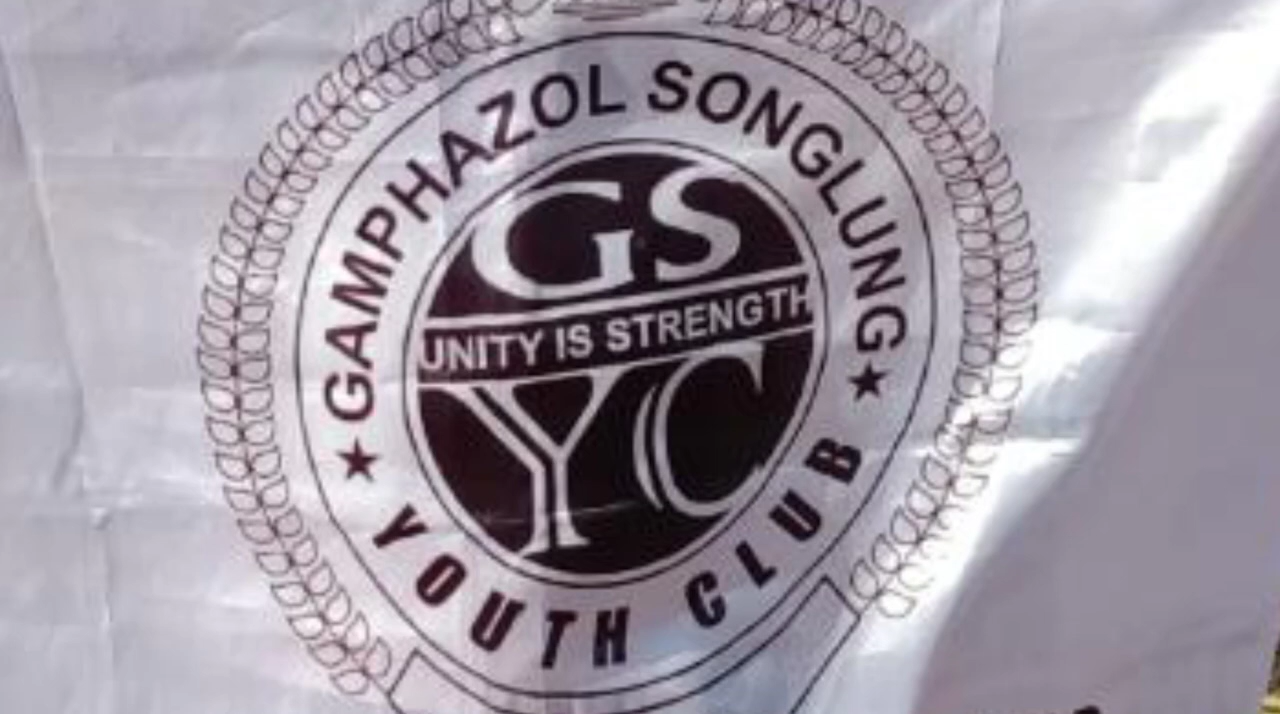 GAMPHAZOL SONGLUNG
GS
UNITY IS STRENGTH
YC
★ YOUTH CLUB ★